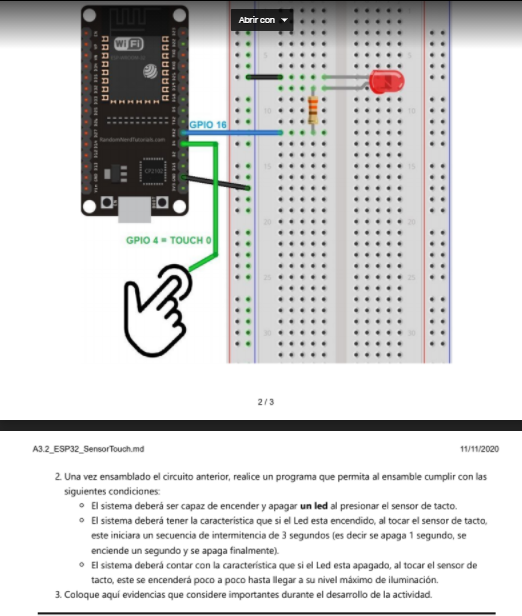 Abrir con
WiFi
GPIO 16
RandomNerdTutorials.com
CP2102
GPIO 4 = TOUCH 0
5
10
10
15
15
20
20
25
25
30
30
2 / 3
A3.2_ESP32_SensorTouch.md 11/11/2020
2. Una vez ensamblado el circuito anterior, realice un programa que permita al ensamble cumplir con las
siguientes condiciones:
El sistema deberá ser capaz de encender y apagar un led al presionar el sensor de tacto.
El sistema deberá tener la característica que si el Led esta encendido, al tocar el sensor de tacto,
este iniciara un secuencia de intermitencia de 3 segundos (es decir se apaga 1 segundo, se
enciende un segundo y se apaga finalmente).
El sistema deberá contar con la característica que si el Led esta apagado, al tocar el sensor de
tacto, este se encenderá poco a poco hasta llegar a su nivel máximo de iluminación.
3. Coloque aquí evidencias que considere importantes durante el desarrollo de la actividad.